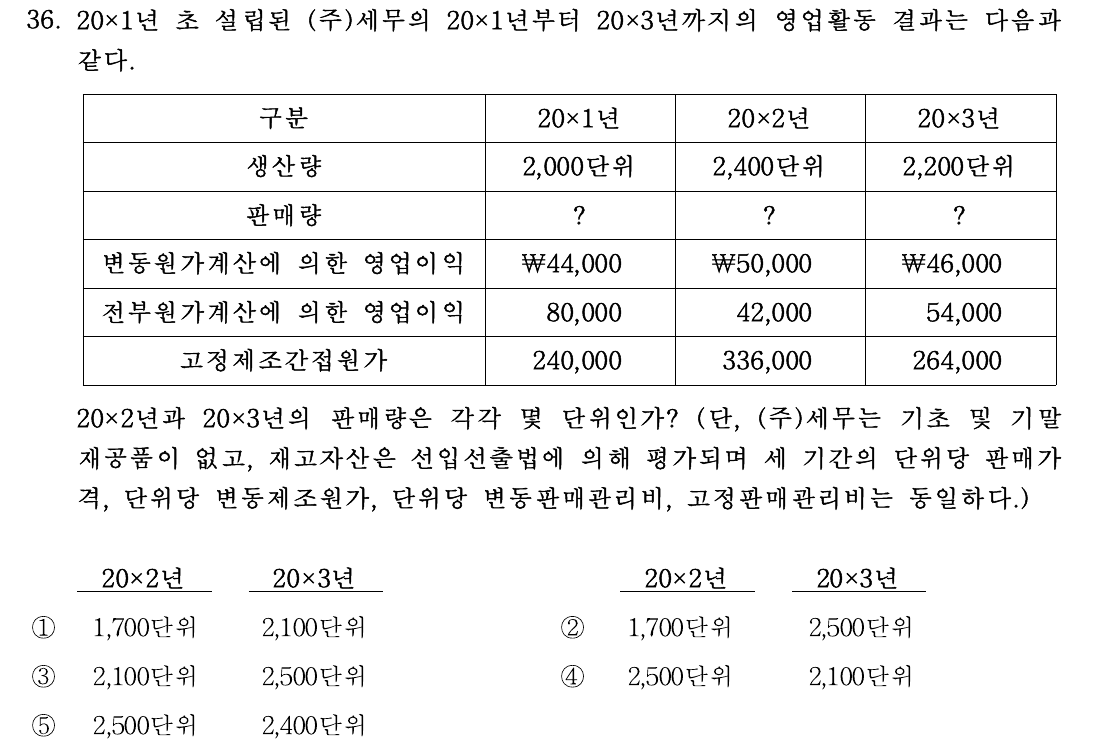 36. 20×1년 초 설립된 (주)세무의 20×1년부터 20×3년까지의 영업활동 결과는 다음과
같다.
구분 20×1년 20×2년 20×3년
생산량 2,000단위 2,400단위 2,200단위
판매량 ? ? ?
변동원가계산에 의한 영업이익 ₩44,000 ₩50,000 ₩46,000
전부원가계산에 의한 영업이익 80,000 42,000 54,000
고정제조간접원가 240,000 336,000 264,000
20×2년과 20×3년의 판매량은 각각 몇 단위인가? (단, (주)세무는 기초 및 기말
재공품이 없고, 재고자산은 선입선출법에 의해 평가되며 세 기간의 단위당 판매가
격, 단위당 변동제조원가, 단위당 변동판매관리비, 고정판매관리비는 동일하다.)
20×2년 20×3년 20×2년 20×3년
① 1,700단위 2,100단위 ② 1,700단위 2,500단위
③ 2,100단위 2,500단위 ④ 2,500단위 2,100단위
⑤ 2,500단위 2,400단위